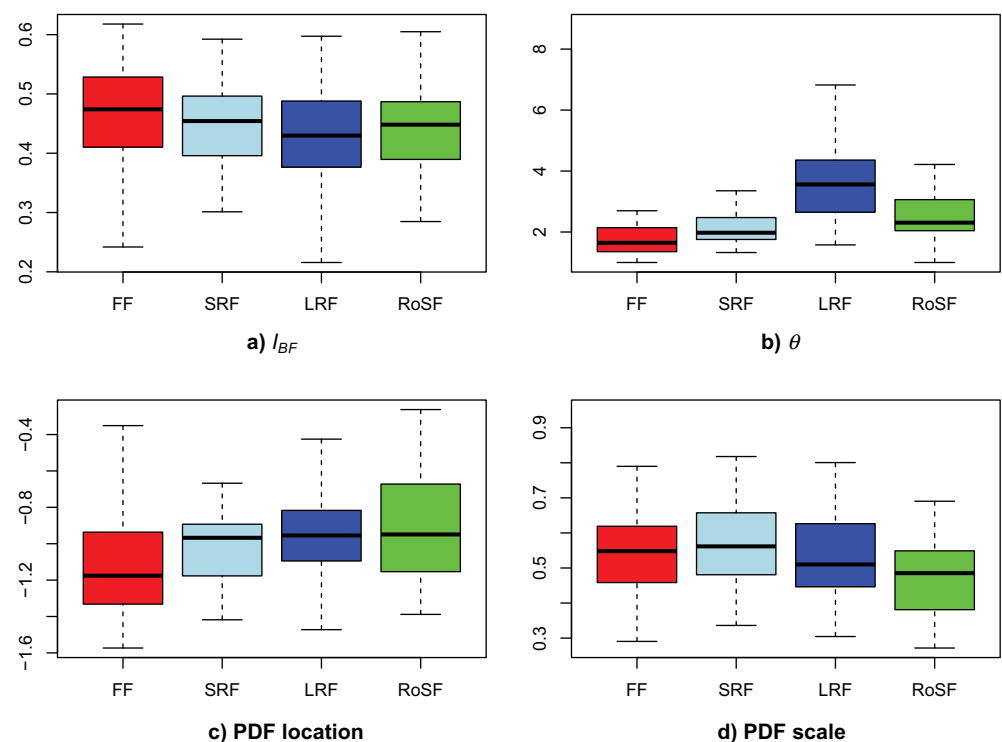 0.6
0.5
0.4
0.3
0.2
FF SRF LRF RoSF
a) I_BF
8
6
4
2
FF SRF LRF RoSF
b) θ
−0.4
−0.8
−1.2
−1.6
FF SRF LRF RoSF
c) PDF location
0.9
0.7
0.5
0.3
FF SRF LRF RoSF
d) PDF scale